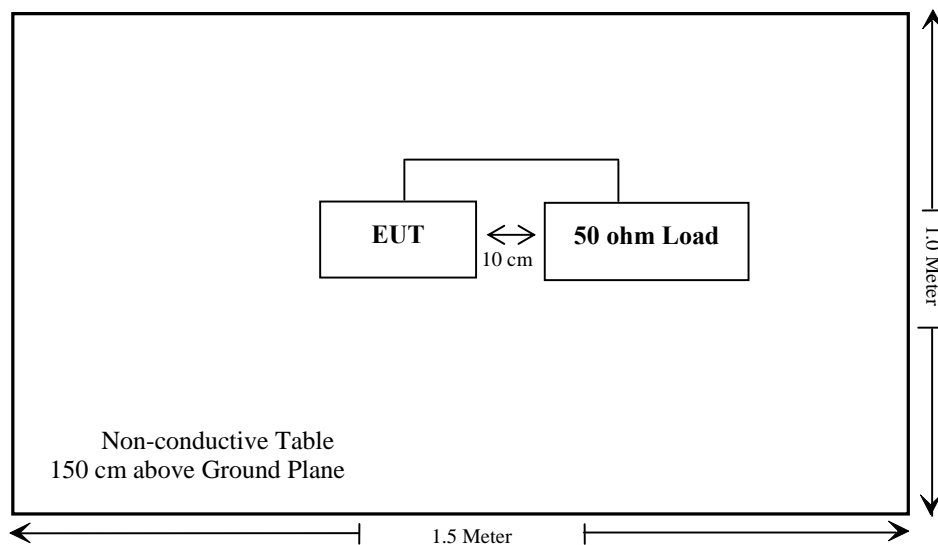 EUT
50 ohm Load
10 cm
1.0 Meter
Non-conductive Table
150 cm above Ground Plane
1.5 Meter